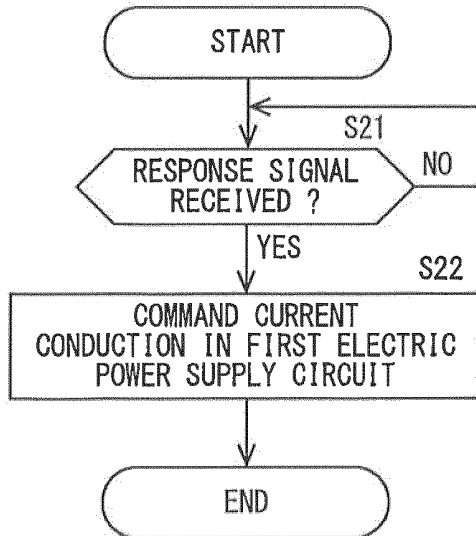 START
S21
RESPONSE SIGNAL
RECEIVED ?
NO
YES
S22
COMMAND CURRENT
CONDUCTION IN FIRST ELECTRIC
POWER SUPPLY CIRCUIT
END